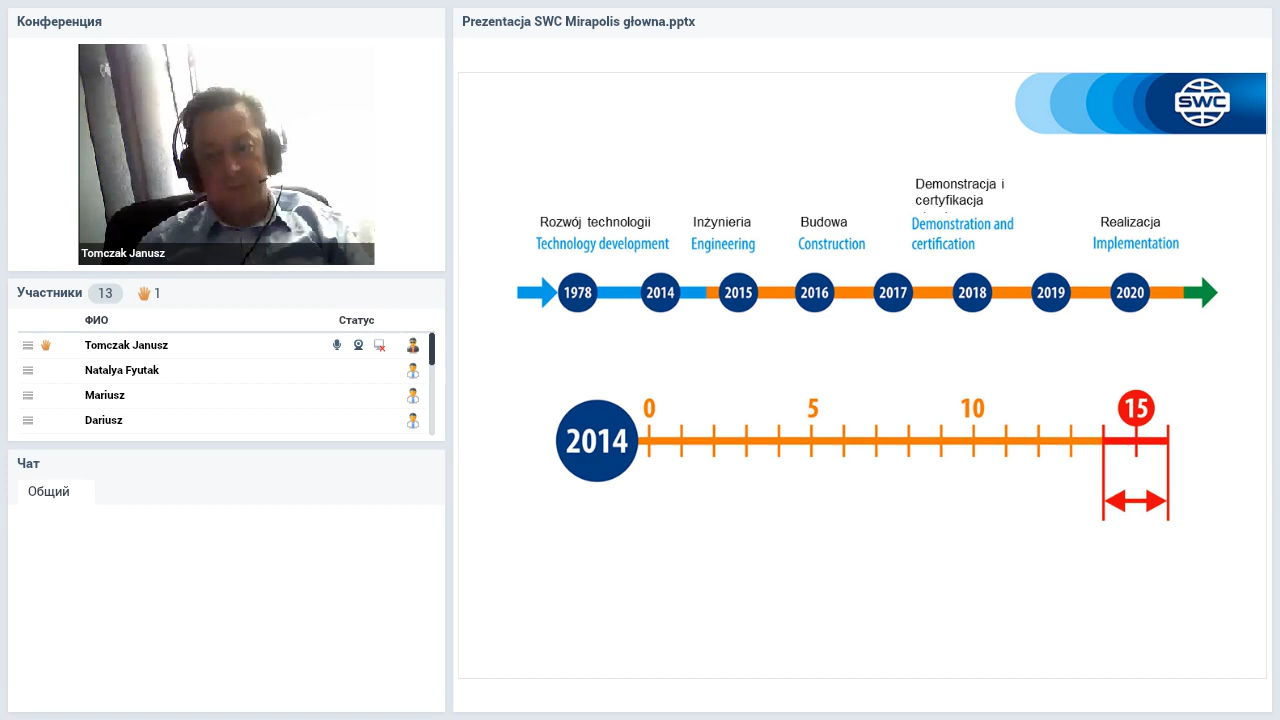 Конференция
Tomczak Janusz
Участники 13 1
ФИО Статус
Tomczak Janusz
Natalya Fyutak
Mariusz
Dariusz
Чат
Общий
Prezentacja SWC Mirapolis głowna.pptx
SWC
Rozwój technologii
Technology development
Inżynieria
Engineering
Budowa
Construction
Demonstracja i
certyfikacja
Demonstration and
certification
Realizacja
Implementation
1978 2014 2015 2016 2017 2018 2019 2020
0 5 10 15
2014